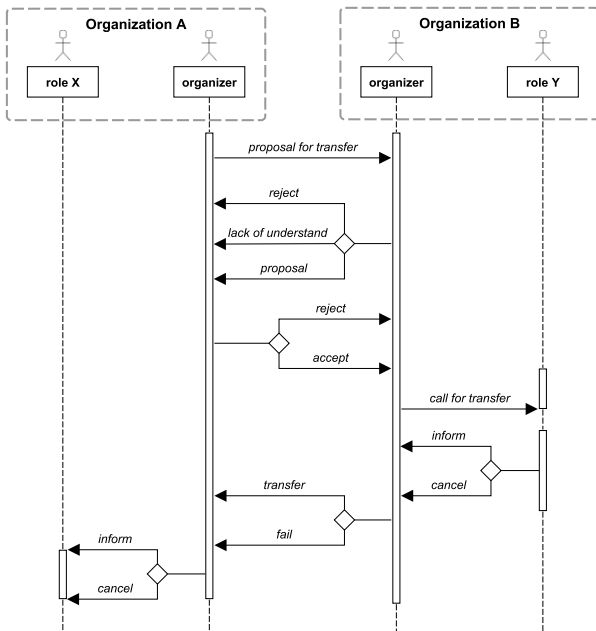 Organization A
Organization B
role X
organizer
organizer
role Y
proposal for transfer
reject
lack of understand
proposal
reject
accept
call for transfer
inform
cancel
transfer
fail
inform
cancel